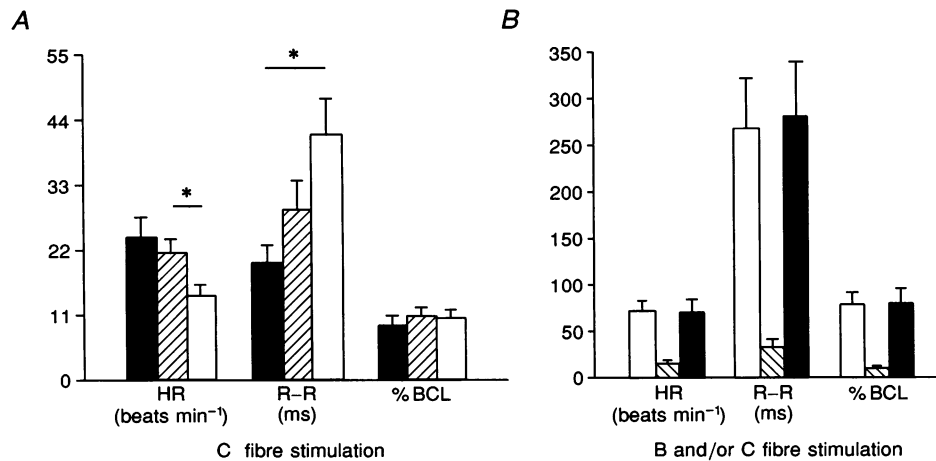 A
55
44
33
22
11
0
*
*
HR
(beats min⁻¹)
R–R
(ms)
% BCL
C fibre stimulation
B
350
300
250
200
150
100
50
0
HR
(beats min⁻¹)
R–R
(ms)
% BCL
B and/or C fibre stimulation